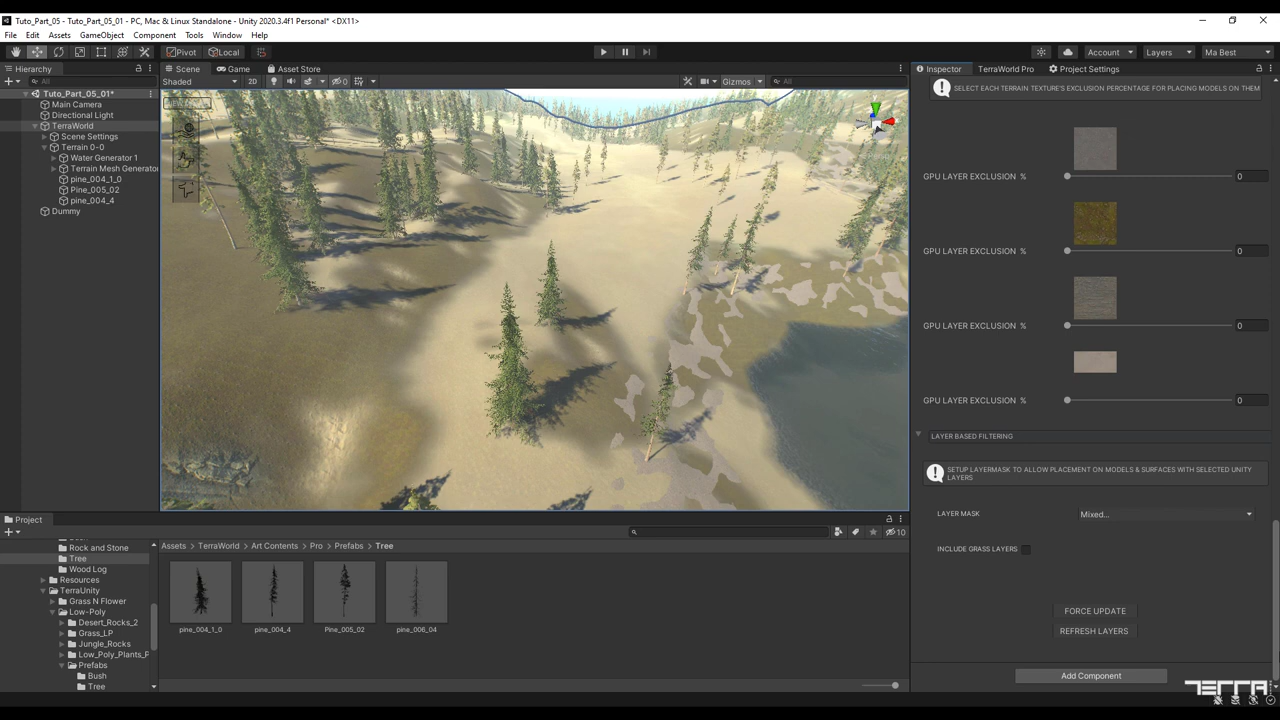 Tuto_Part_05 - Tuto_Part_05_01 - PC, Mac & Linux Standalone - Unity 2020.3.4f1 Personal* <DX11>
File Edit Assets GameObject Component Tools Window Help
Pivot Local Account Layers Ma Best
Hierarchy
All
Tuto_Part_05_01*
Main Camera
Directional Light
TerraWorld
Scene Settings
Terrain 0-0
Water Generator 1
Terrain Mesh Generato
pine_004_1_0
Pine_005_02
pine_004_4
Dummy
Scene Game Asset Store
Shaded 2D 0 Gizmos All
Persp
Inspector TerraWorld Pro Project Settings
SELECT EACH TERRAIN TEXTURE'S EXCLUSION PERCENTAGE FOR PLACING MODELS ON THEM
GPU LAYER EXCLUSION % 0
GPU LAYER EXCLUSION % 0
GPU LAYER EXCLUSION % 0
GPU LAYER EXCLUSION % 0
LAYER BASED FILTERING
SETUP LAYERMASK TO ALLOW PLACEMENT ON MODELS & SURFACES WITH SELECTED UNITY
LAYERS
LAYER MASK Mixed...
INCLUDE GRASS LAYERS
FORCE UPDATE
REFRESH LAYERS
Add Component
TERRA
Project
10
Rock and Stone
Tree
Wood Log
Resources
TerraUnity
Grass N Flower
Low-Poly
Desert_Rocks_2
Grass_LP
Jungle_Rocks
Low_Poly_Plants_P
Prefabs
Bush
Tree
Assets > TerraWorld > Art Contents > Pro > Prefabs > Tree
pine_004_1_0 pine_004_4 Pine_005_02 pine_006_04